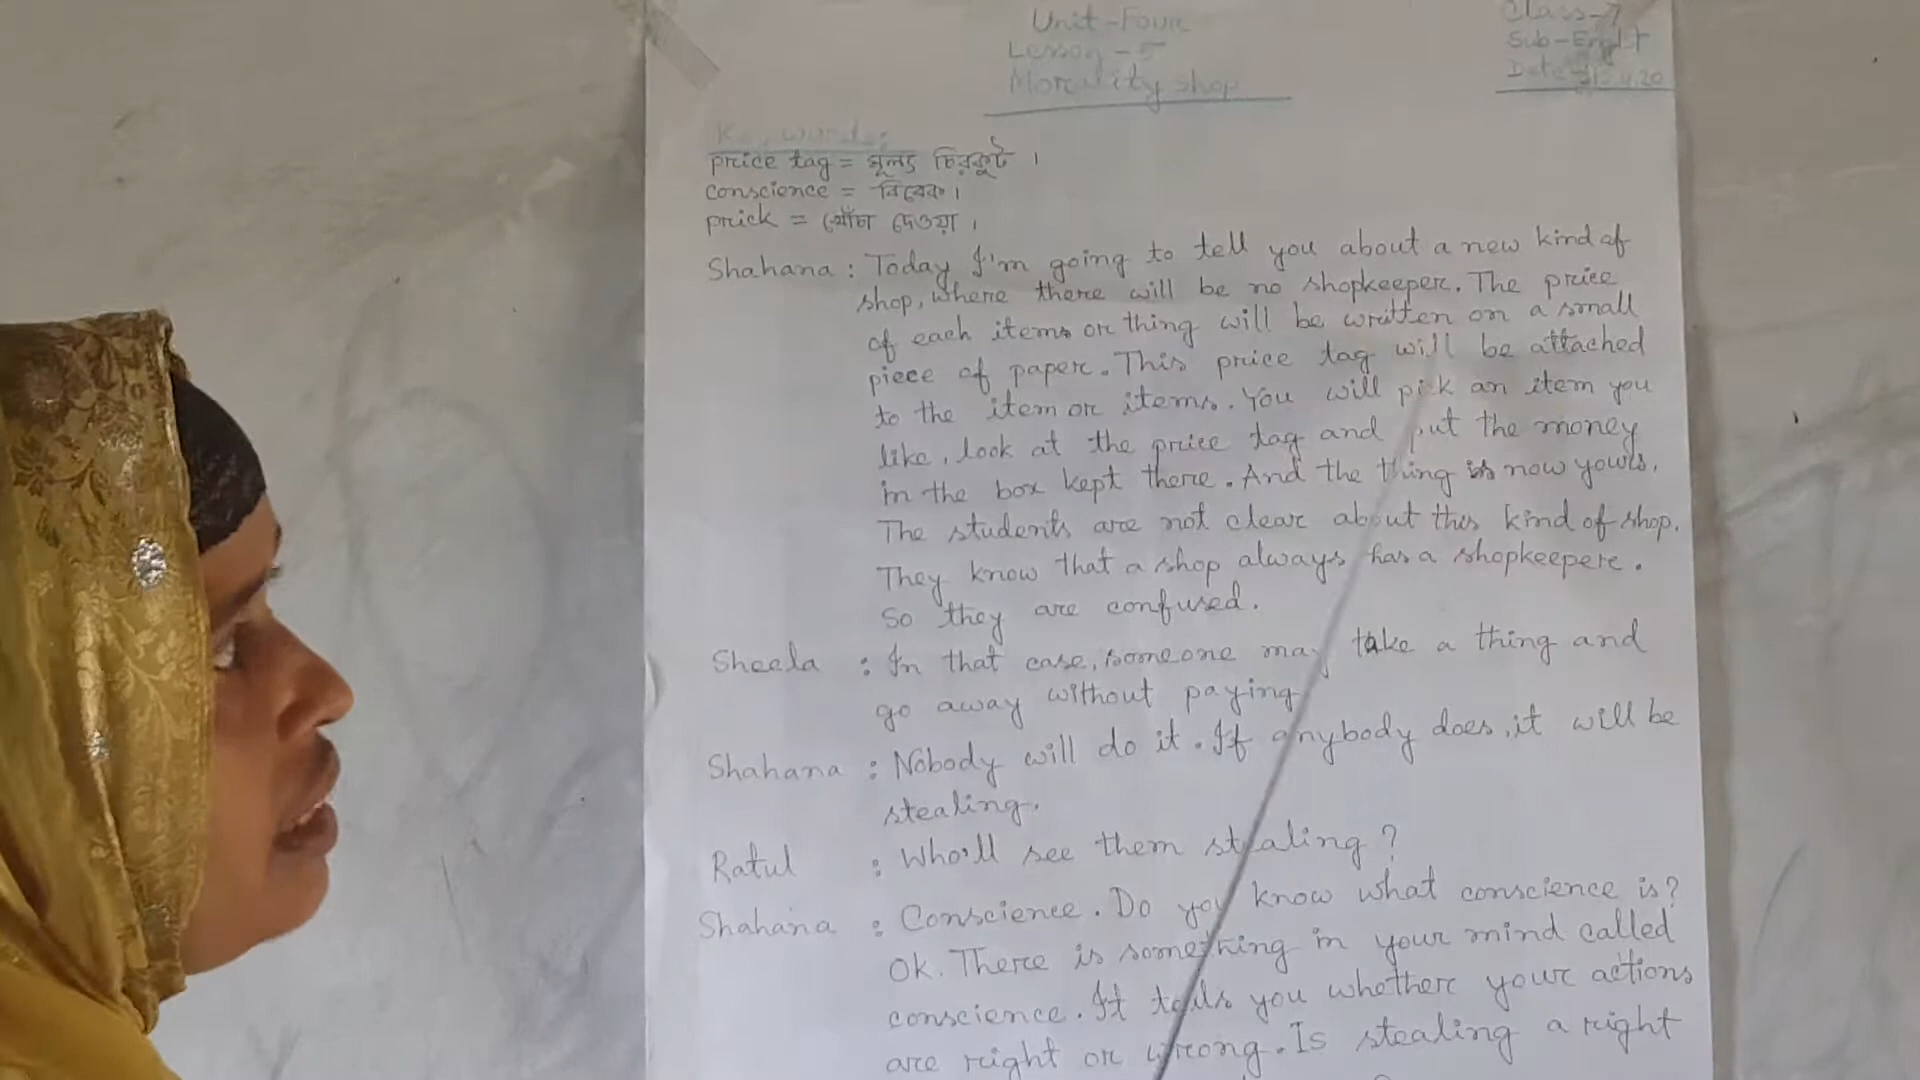 Unit-Four
Lesson-5
Morality shop
Class-7
Sub-Eng
Key words
price tag = মূল্য চিরকুট ।
conscience = বিবেক ।
prick = খোঁচা দেওয়া ।
Shahana : Today I'm going to tell you about a new kind of
shop, where there will be no shopkeeper. The price
of each items or thing will be written on a small
piece of paper. This price tag will be attached
to the item or items. You will pick an item you
like, look at the price tag and put the money
in the box kept there. And the thing is now yours.
The students are not clear about this kind of shop.
They know that a shop always has a shopkeeper.
So they are confused.
Sheela : In that case, someone may take a thing and
go away without paying
Shahana : Nobody will do it. If anybody does, it will be
stealing.
Ratul : Who'll see them stealing ?
Shahana : Conscience. Do you know what conscience is?
Ok. There is something in your mind called
conscience. It tells you whether your actions
are right or wrong. Is stealing a right